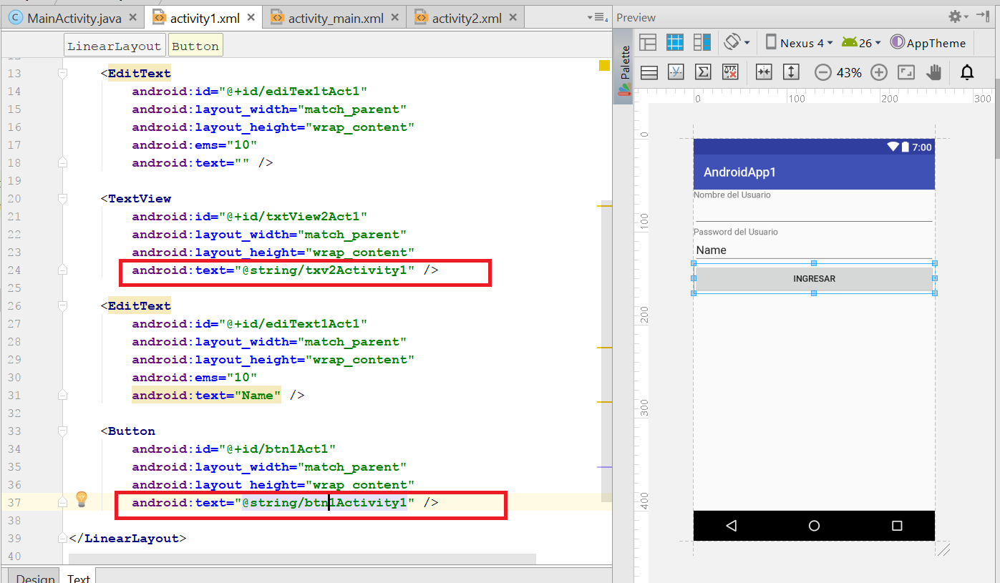 MainActivity.java activity1.xml activity_main.xml activity2.xml 4 Preview
LinearLayout Button
Palette
Nexus 4 26 AppTheme
43%
0 100 200 300
0
100
200
300
400
13 <EditText
14 android:id="@+id/ediTex1tAct1"
15 android:layout_width="match_parent"
16 android:layout_height="wrap_content"
17 android:ems="10"
18 android:text="" />
19
20 <TextView
21 android:id="@+id/txtView2Act1"
22 android:layout_width="match_parent"
23 android:layout_height="wrap_content"
24 android:text="@string/txv2Activity1" />
25
26 <EditText
27 android:id="@+id/ediText1Act1"
28 android:layout_width="match_parent"
29 android:layout_height="wrap_content"
30 android:ems="10"
31 android:text="Name" />
32
33 <Button
34 android:id="@+id/btn1Act1"
35 android:layout_width="match_parent"
36 android:layout_height="wrap_content"
37 android:text="@string/btn1Activity1" />
38
39 </LinearLayout>
40
Design Text
7:00
AndroidApp1
Nombre del Usuario
Password del Usuario
Name
INGRESAR